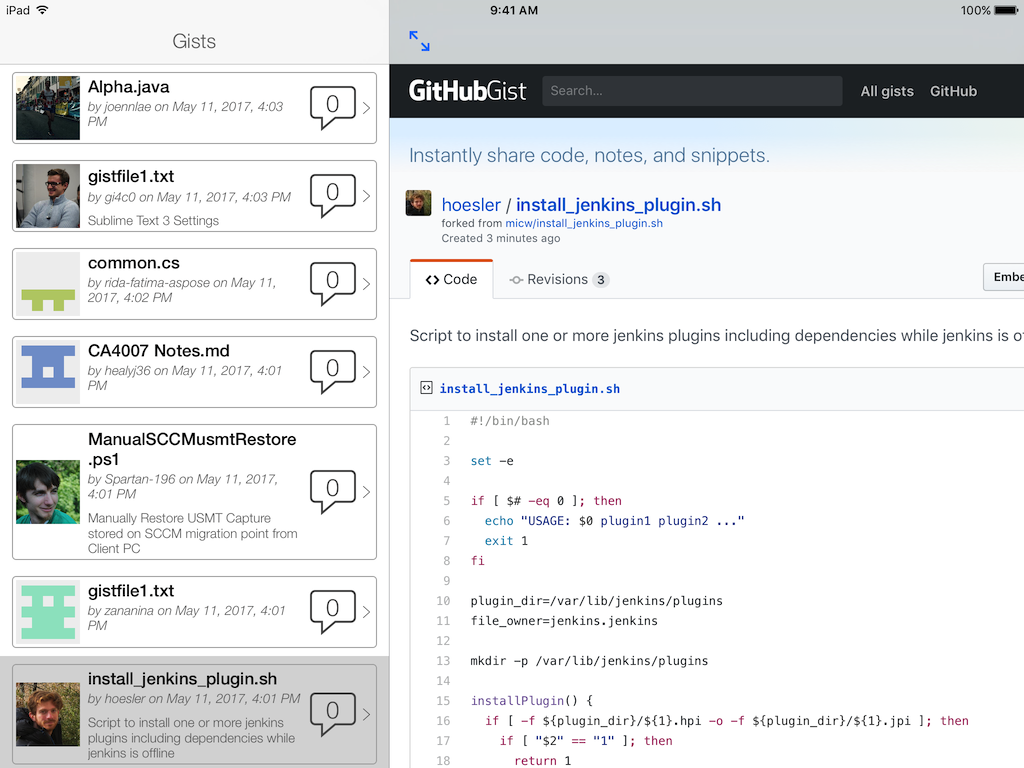 iPad
9:41 AM
100%
Gists
Alpha.java
by joennlae on May 11, 2017, 4:03
PM
0
gistfile1.txt
by gi4c0 on May 11, 2017, 4:03 PM
Sublime Text 3 Settings
0
common.cs
by rida-fatima-aspose on May 11,
2017, 4:02 PM
0
CA4007 Notes.md
by healyj36 on May 11, 2017, 4:01
PM
0
ManualSCCMusmtRestore
.ps1
by Spartan-196 on May 11, 2017,
4:01 PM
Manually Restore USMT Capture
stored on SCCM migration point from
Client PC
0
gistfile1.txt
by zananina on May 11, 2017, 4:01
PM
0
install_jenkins_plugin.sh
by hoesler on May 11, 2017, 4:01 PM
Script to install one or more jenkins
plugins including dependencies while
jenkins is offline
0
GitHubGist
Search...
All gists
GitHub
Instantly share code, notes, and snippets.
hoesler / install_jenkins_plugin.sh
forked from micw/install_jenkins_plugin.sh
Created 3 minutes ago
<> Code
Revisions 3
Embe
Script to install one or more jenkins plugins including dependencies while jenkins is o
install_jenkins_plugin.sh
1 #!/bin/bash
2
3 set -e
4
5 if [ $# -eq 0 ]; then
6 echo "USAGE: $0 plugin1 plugin2 ..."
7 exit 1
8 fi
9
10 plugin_dir=/var/lib/jenkins/plugins
11 file_owner=jenkins.jenkins
12
13 mkdir -p /var/lib/jenkins/plugins
14
15 installPlugin() {
16 if [ -f ${plugin_dir}/${1}.hpi -o -f ${plugin_dir}/${1}.jpi ]; then
17 if [ "$2" == "1" ]; then
18 return 1